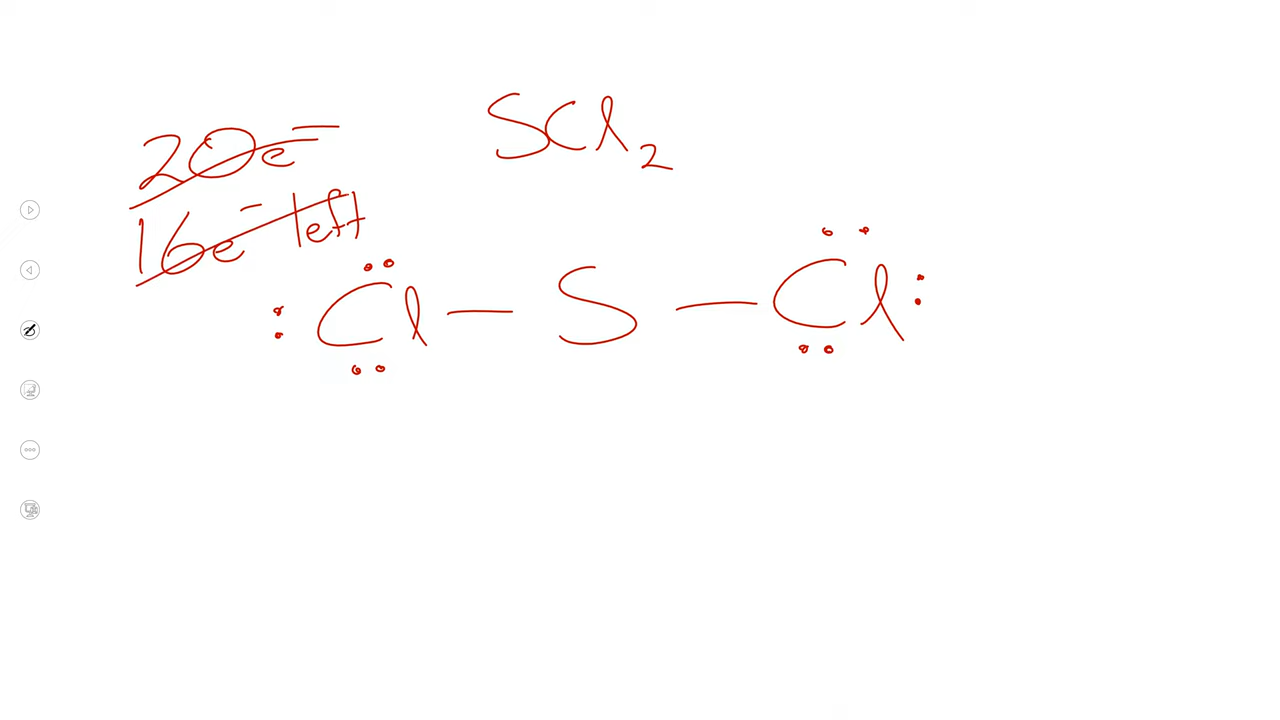 SCl₂
20e⁻
16e⁻ left
Cl — S — Cl